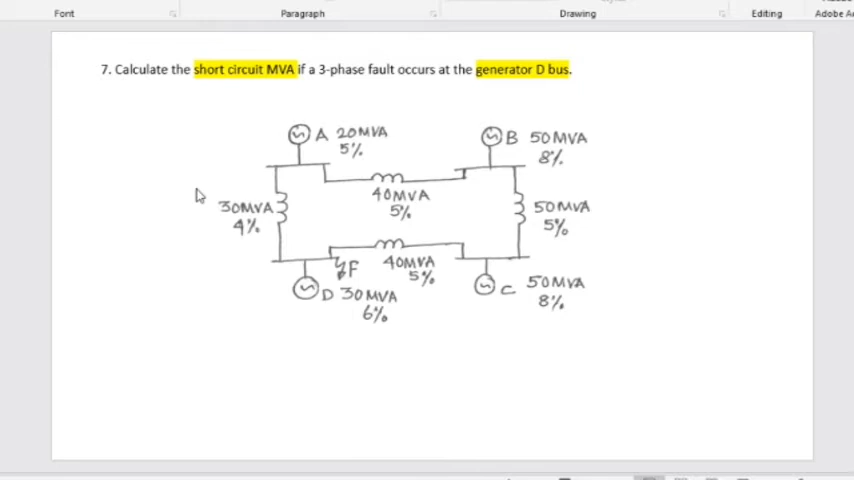 Font Paragraph Drawing Editing Adobe
7. Calculate the short circuit MVA if a 3-phase fault occurs at the generator D bus.
A 20MVA
5%
B 50MVA
8%
40MVA
5%
30MVA
4%
50MVA
5%
F
40MVA
5%
D 30MVA
6%
C 50MVA
8%